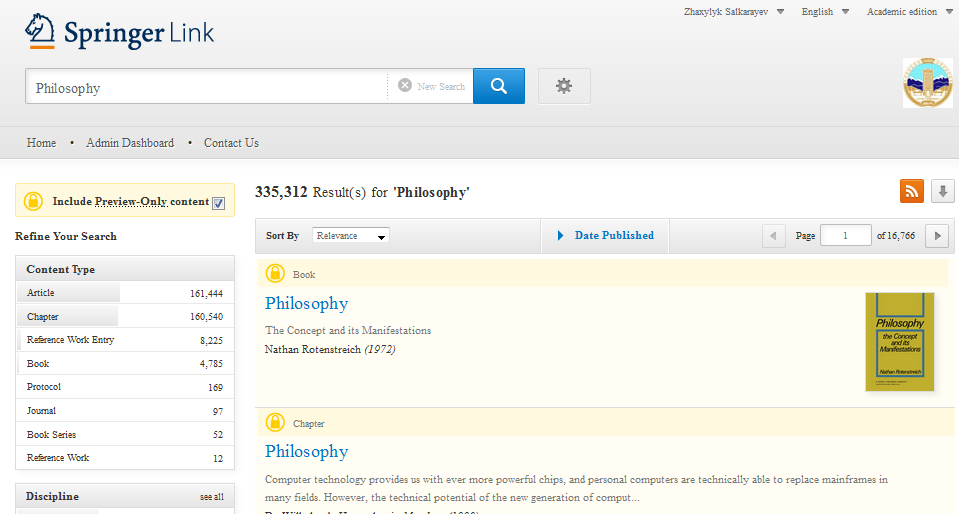 Zhaxylyk Salkarayev English Academic edition
Springer Link
Philosophy New Search
Home • Admin Dashboard • Contact Us
Include Preview-Only content
335,312 Result(s) for 'Philosophy'
Refine Your Search
Sort By Relevance Date Published Page 1 of 16,766
Content Type
Article 161,444
Chapter 160,540
Reference Work Entry 8,225
Book 4,785
Protocol 169
Journal 97
Book Series 52
Reference Work 12
Discipline see all
Book
Philosophy
The Concept and its Manifestations
Nathan Rotenstreich (1972)
Philosophy
the Concept
and its
Manifestations
Nathan Rotenstreich
Chapter
Philosophy
Computer technology provides us with ever more powerful chips, and personal computers are technically able to replace mainframes in
many fields. However, the technical potential of the new generation of comput...